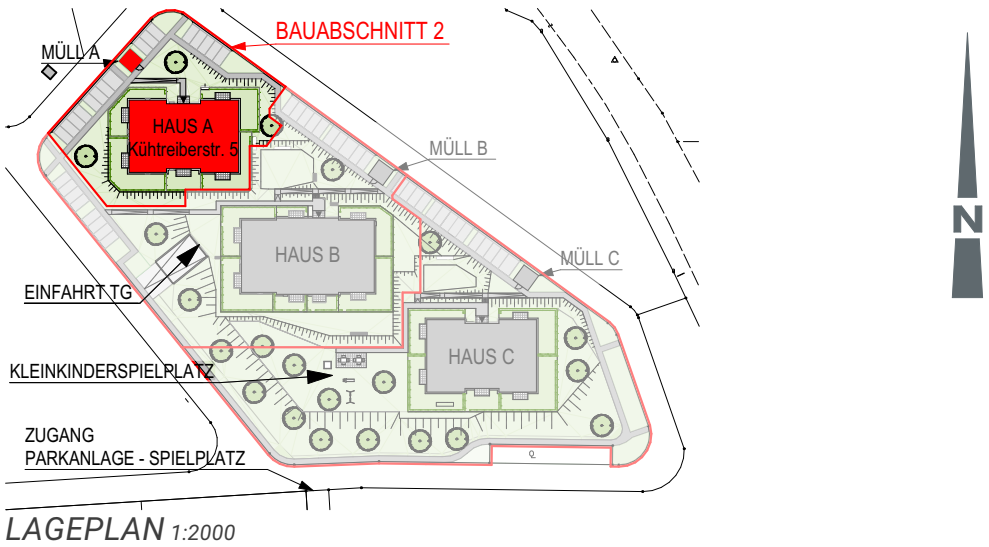 BAUABSCHNITT 2
MÜLL A
HAUS A
Kühtreiberstr. 5
MÜLL B
HAUS B
MÜLL C
EINFAHRT TG
HAUS C
KLEINKINDERSPIELPLATZ
ZUGANG
PARKANLAGE - SPIELPLATZ
N
LAGEPLAN 1:2000